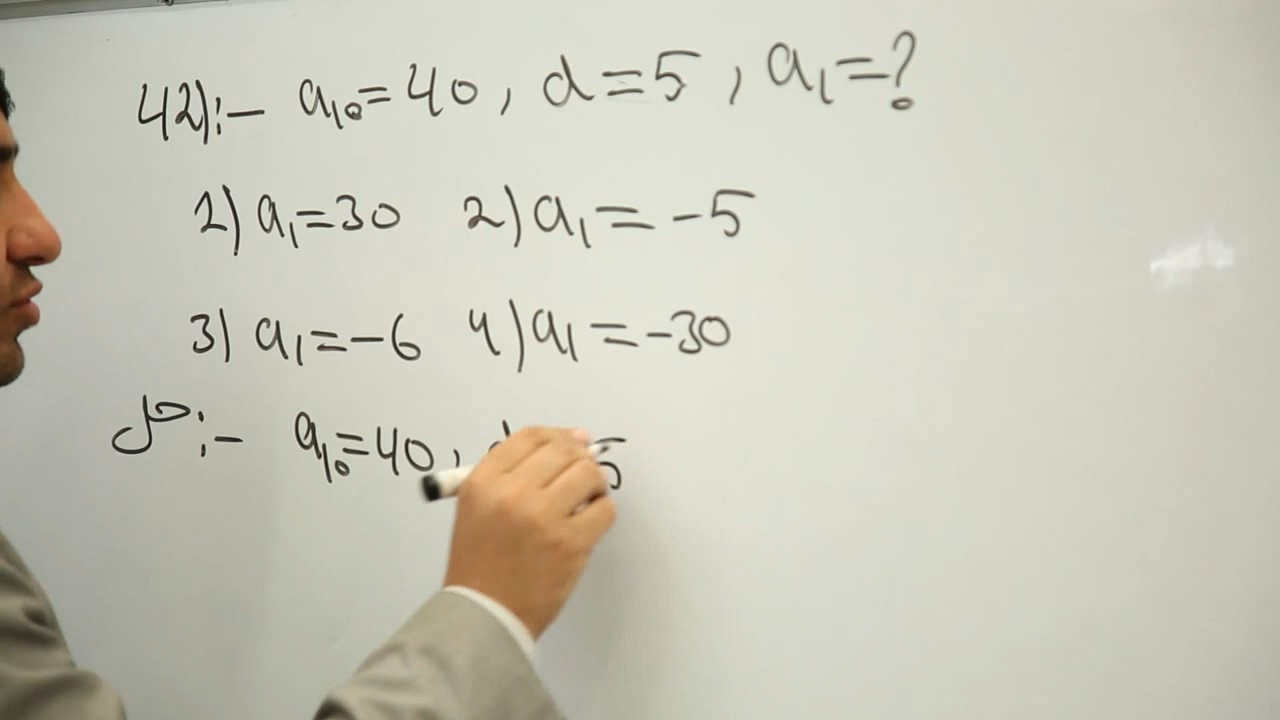 42):- a₁₀=40, d=5, a₁=?
1) a₁=30 2) a₁=-5
3) a₁=-6 4) a₁=-30
حل:- a₁₀=40, d 5